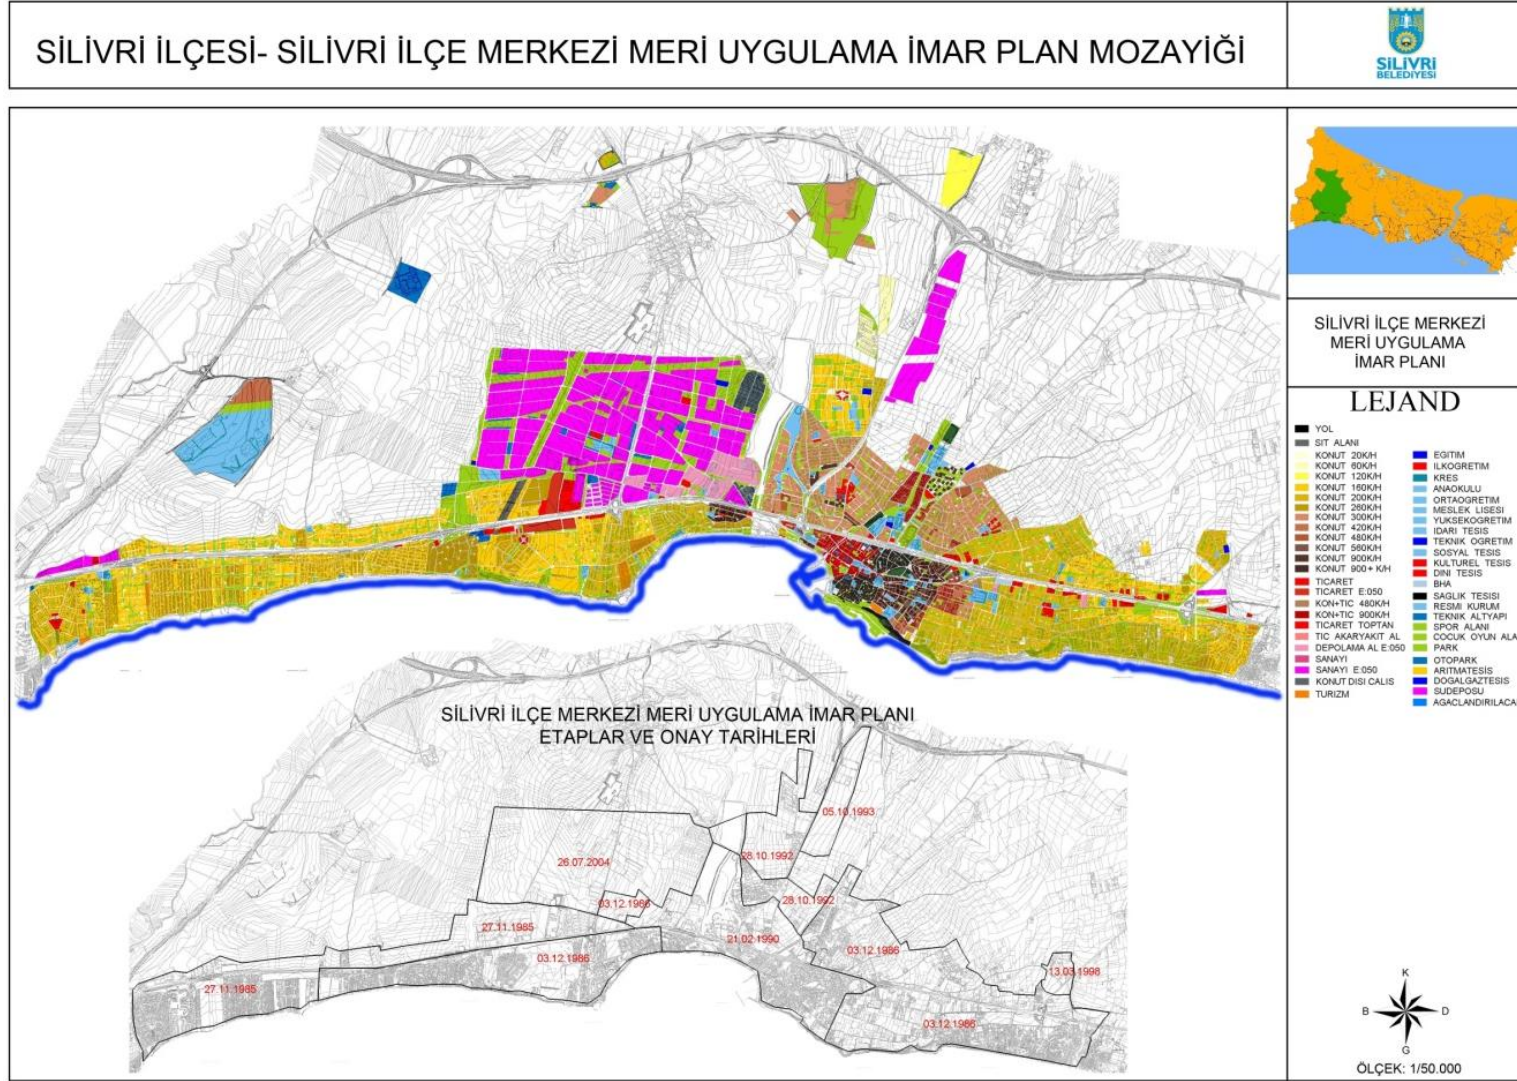 SİLİVRİ İLÇESİ- SİLİVRİ İLÇE MERKEZİ MERİ UYGULAMA İMAR PLAN MOZAYİĞİ
SİLİVRİ
BELEDİYESİ
SİLİVRİ İLÇE MERKEZİ
MERİ UYGULAMA
İMAR PLANI
LEJAND
YOL
SIT ALANI
KONUT 20K/H
KONUT 60K/H
KONUT 120K/H
KONUT 160K/H
KONUT 200K/H
KONUT 260K/H
KONUT 300K/H
KONUT 420K/H
KONUT 480K/H
KONUT 560K/H
KONUT 900K/H
KONUT 900+ K/H
TICARET
TICARET E:050
KON+TIC 480K/H
KON+TIC 900K/H
TICARET TOPTAN
TIC AKARYAKIT AL
DEPOLAMA AL E:050
SANAYI
SANAYI E:050
KONUT DISI CALIS
TURIZM
EGITIM
ILKOGRETIM
KRES
ANAOKULU
ORTAOGRETIM
MESLEK LISESI
YUKSEKOGRETIM
IDARI TESIS
TEKNIK OGRETIM
SOSYAL TESIS
KULTUREL TESIS
DINI TESIS
BHA
SAGLIK TESISI
RESMI KURUM
TEKNIK ALTYAPI
SPOR ALANI
COCUK OYUN ALA
PARK
OTOPARK
ARITMATESİS
DOGALGAZTESIS
SUDEPOSU
AGACLANDIRILACA
SİLİVRİ İLÇE MERKEZİ MERİ UYGULAMA İMAR PLANI
ETAPLAR VE ONAY TARİHLERİ
05.10.1993
26.07.2004
28.10.1992
03.12.1986
28.10.1992
27.11.1985
21.02.1990
03.12.1986
03.12.1986
13.03.1998
27.11.1985
03.12.1986
K
B
D
G
ÖLÇEK: 1/50.000